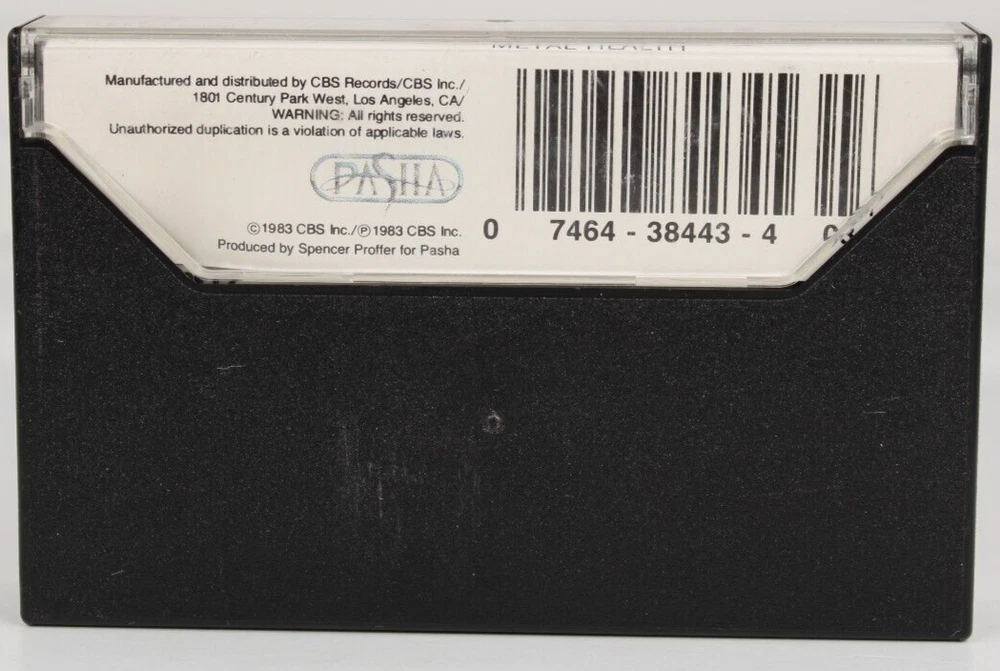 METAL HEALTH
Manufactured and distributed by CBS Records/CBS Inc./
1801 Century Park West, Los Angeles, CA/
WARNING: All rights reserved.
Unauthorized duplication is a violation of applicable laws.
PASHA
©1983 CBS Inc./℗1983 CBS Inc.
Produced by Spencer Proffer for Pasha
0 7464 - 38443 - 4